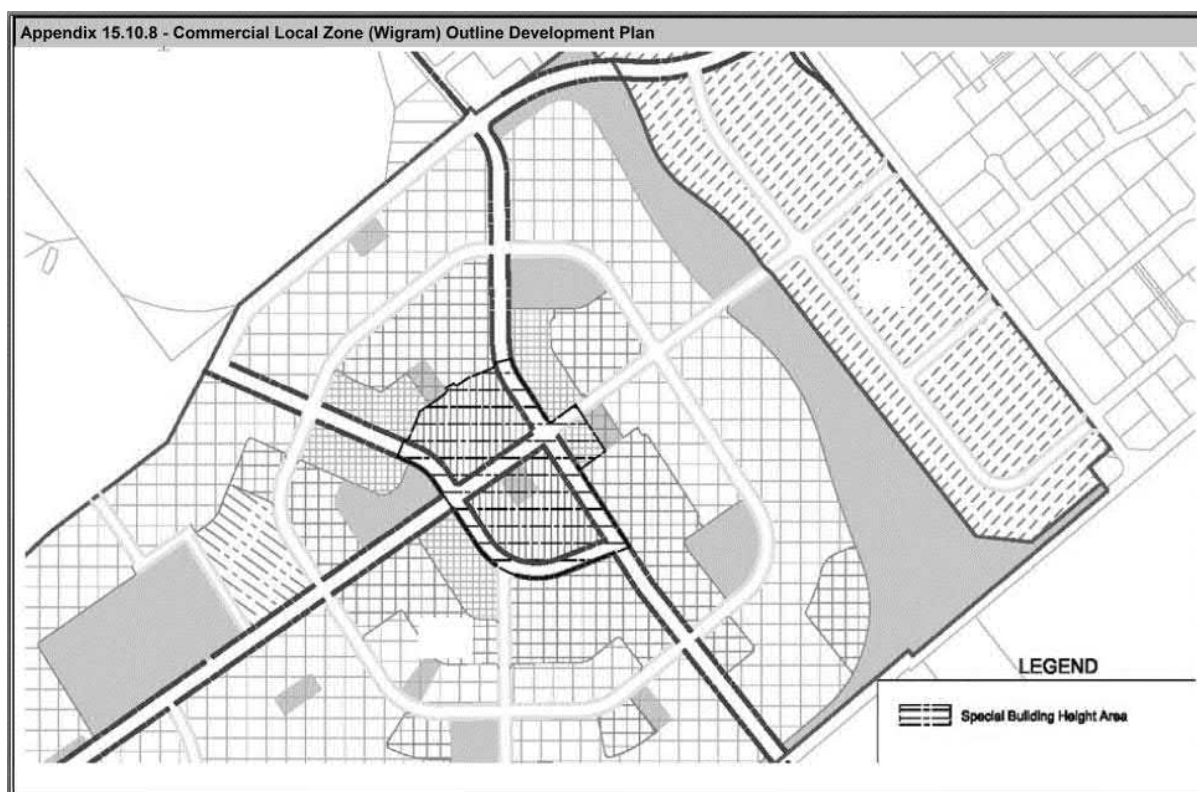 Appendix 15.10.8 - Commercial Local Zone (Wigram) Outline Development Plan
LEGEND
Special Building Height Area